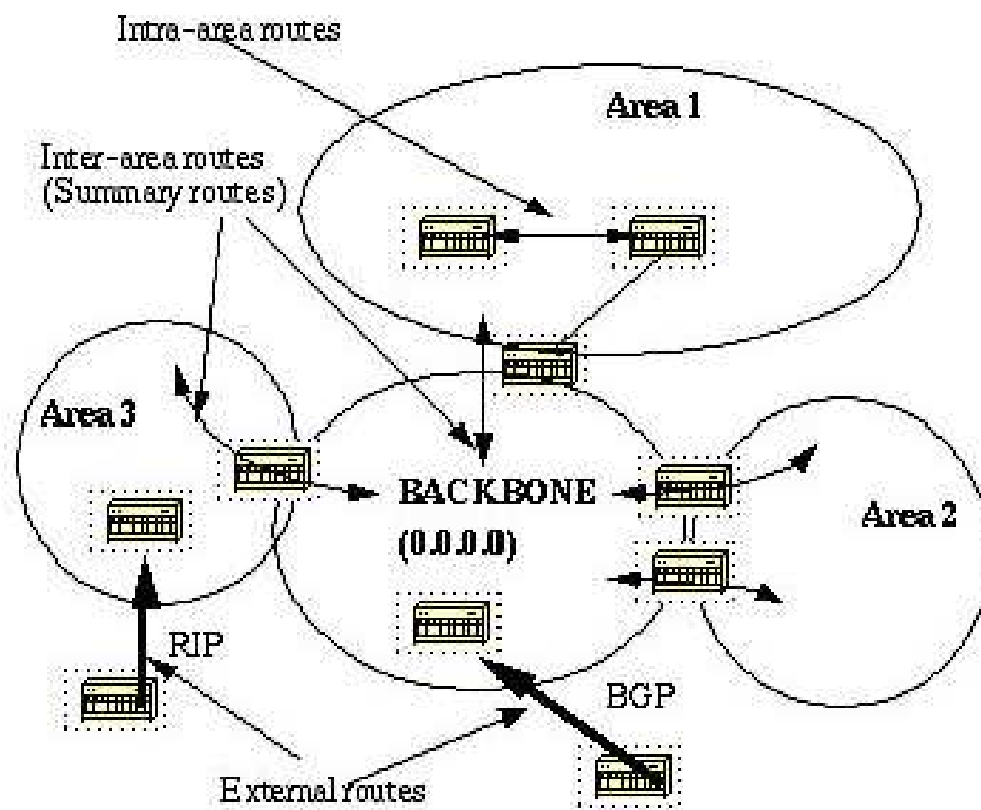 Intra-area routes
Area 1
Inter-area routes
(Summary routes)
Area 3
BACKBONE
(0.0.0.0)
Area 2
RIP
BGP
External routes